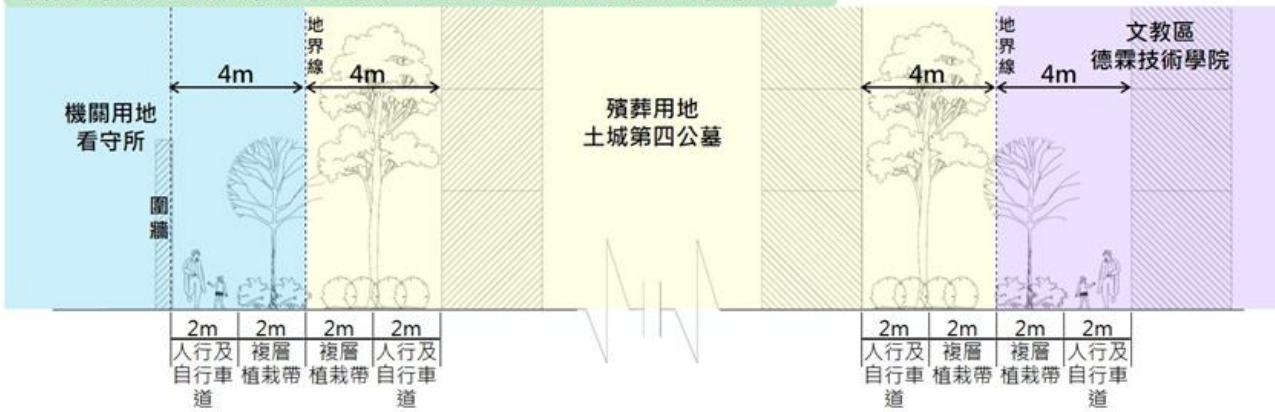 地界線
地界線
文教區
德霖技術學院
4m
4m
4m
4m
機關用地
看守所
殯葬用地
土城第四公墓
圍牆
2m 2m 2m 2m
人行及 複層 複層 人行及
自行車 植栽帶 植栽帶 自行車
道 道
2m 2m 2m 2m
人行及 複層 複層 人行及
自行車 植栽帶 植栽帶 自行車
道 道